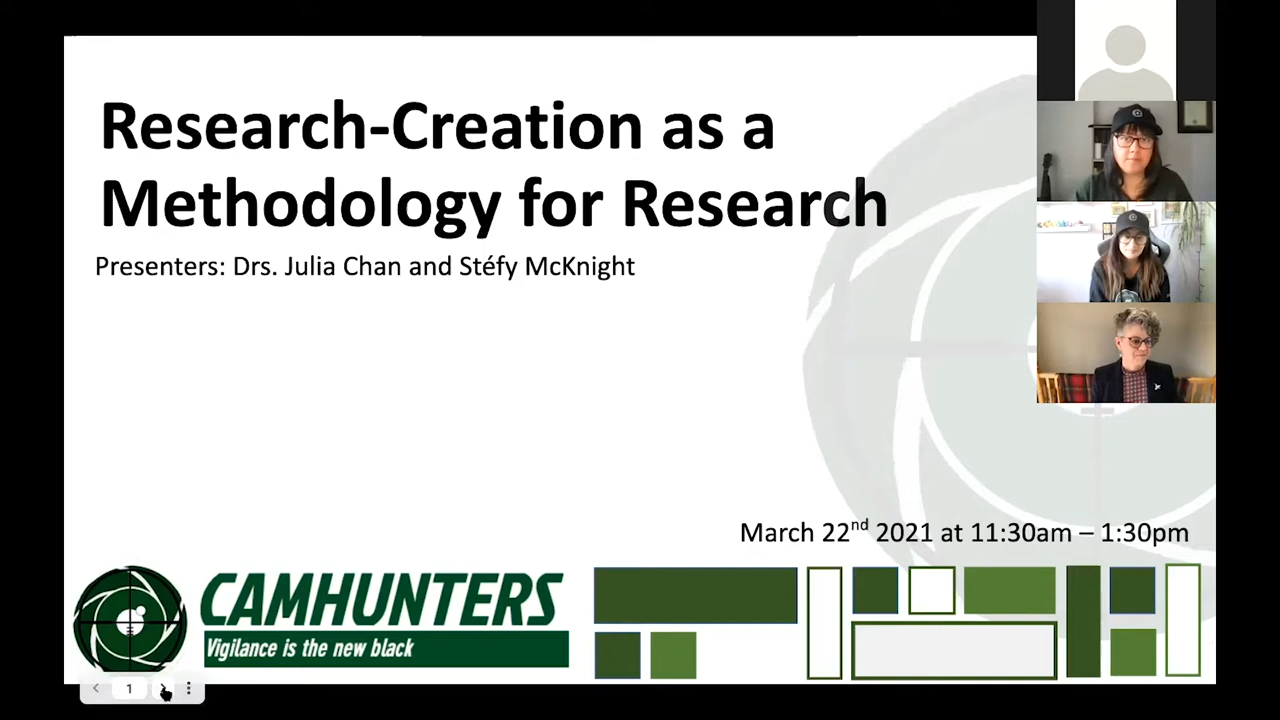 Research-Creation as a
Methodology for Research
Presenters: Drs. Julia Chan and Stéfy McKnight
March 22nd 2021 at 11:30am – 1:30pm
CAMHUNTERS
Vigilance is the new black
1